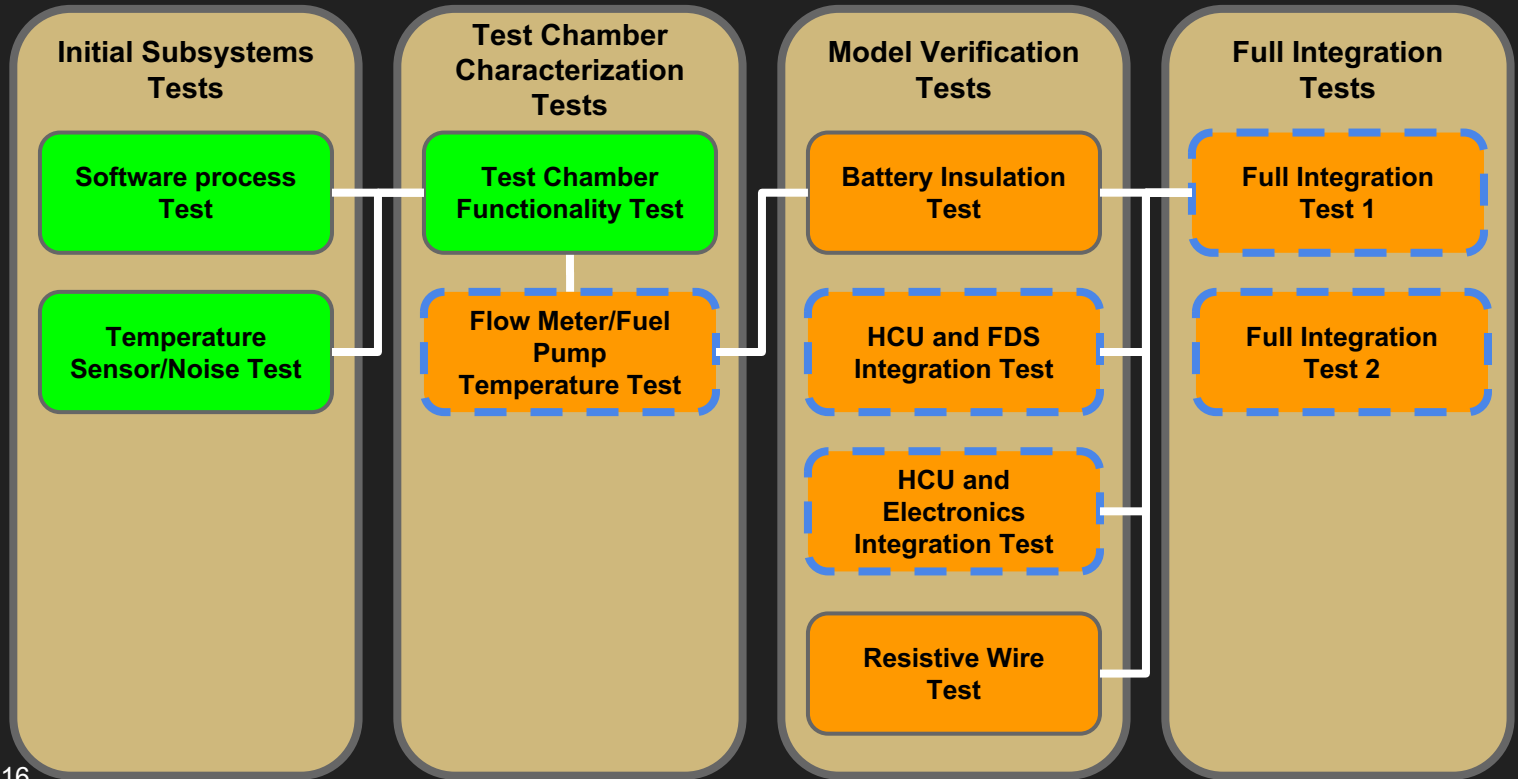 Initial Subsystems
Tests
Software process
Test
Temperature
Sensor/Noise Test
Test Chamber
Characterization
Tests
Test Chamber
Functionality Test
Flow Meter/Fuel
Pump
Temperature Test
Model Verification
Tests
Battery Insulation
Test
HCU and FDS
Integration Test
HCU and
Electronics
Integration Test
Resistive Wire
Test
Full Integration
Tests
Full Integration
Test 1
Full Integration
Test 2
16